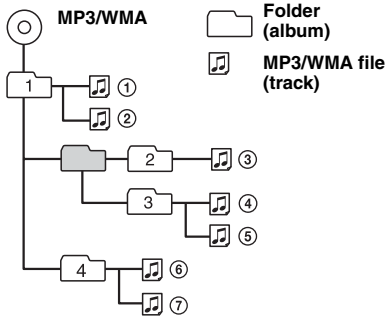 MP3/WMA
Folder
(album)
MP3/WMA file
(track)
1
①
②
2
③
3
④
⑤
4
⑥
⑦